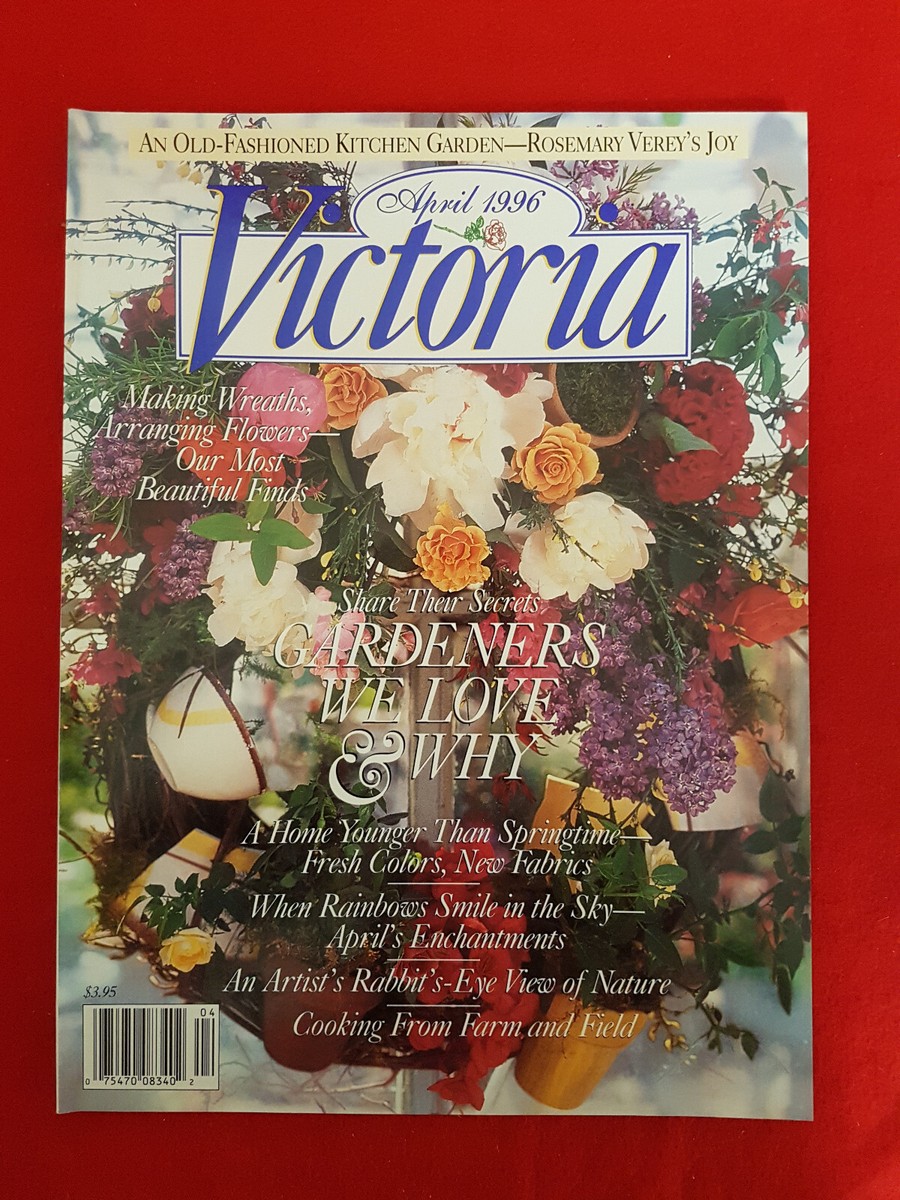 AN OLD-FASHIONED KITCHEN GARDEN—ROSEMARY VEREY'S JOY
April 1996
Victoria
Making Wreaths,
Arranging Flowers—
Our Most
Beautiful Finds
Share Their Secrets
GARDENERS
WE LOVE
& WHY
A Home Younger Than Springtime—
Fresh Colors, New Fabrics
When Rainbows Smile in the Sky—
April's Enchantments
An Artist's Rabbit's-Eye View of Nature
Cooking From Farm and Field
$3.95
04
0 75470 08340 2